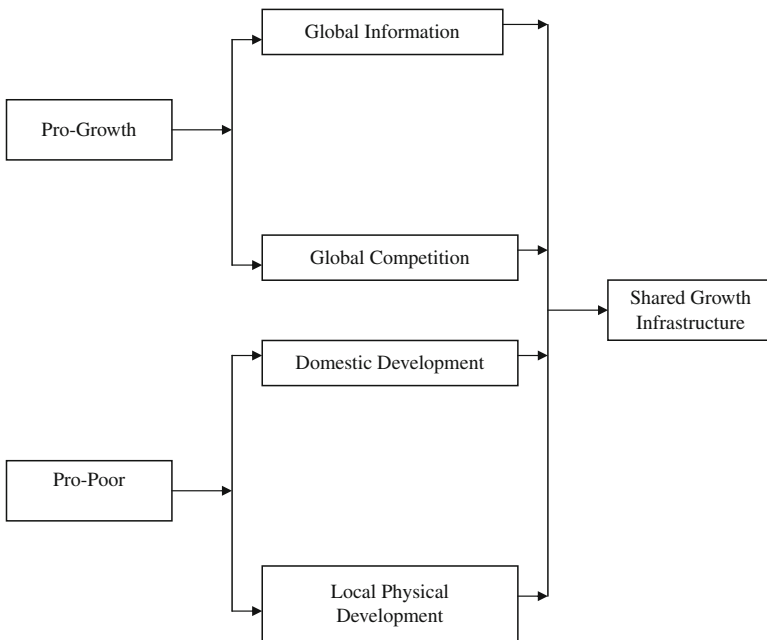 Global Information
Pro-Growth
Global Competition
Shared Growth
Infrastructure
Domestic Development
Pro-Poor
Local Physical
Development